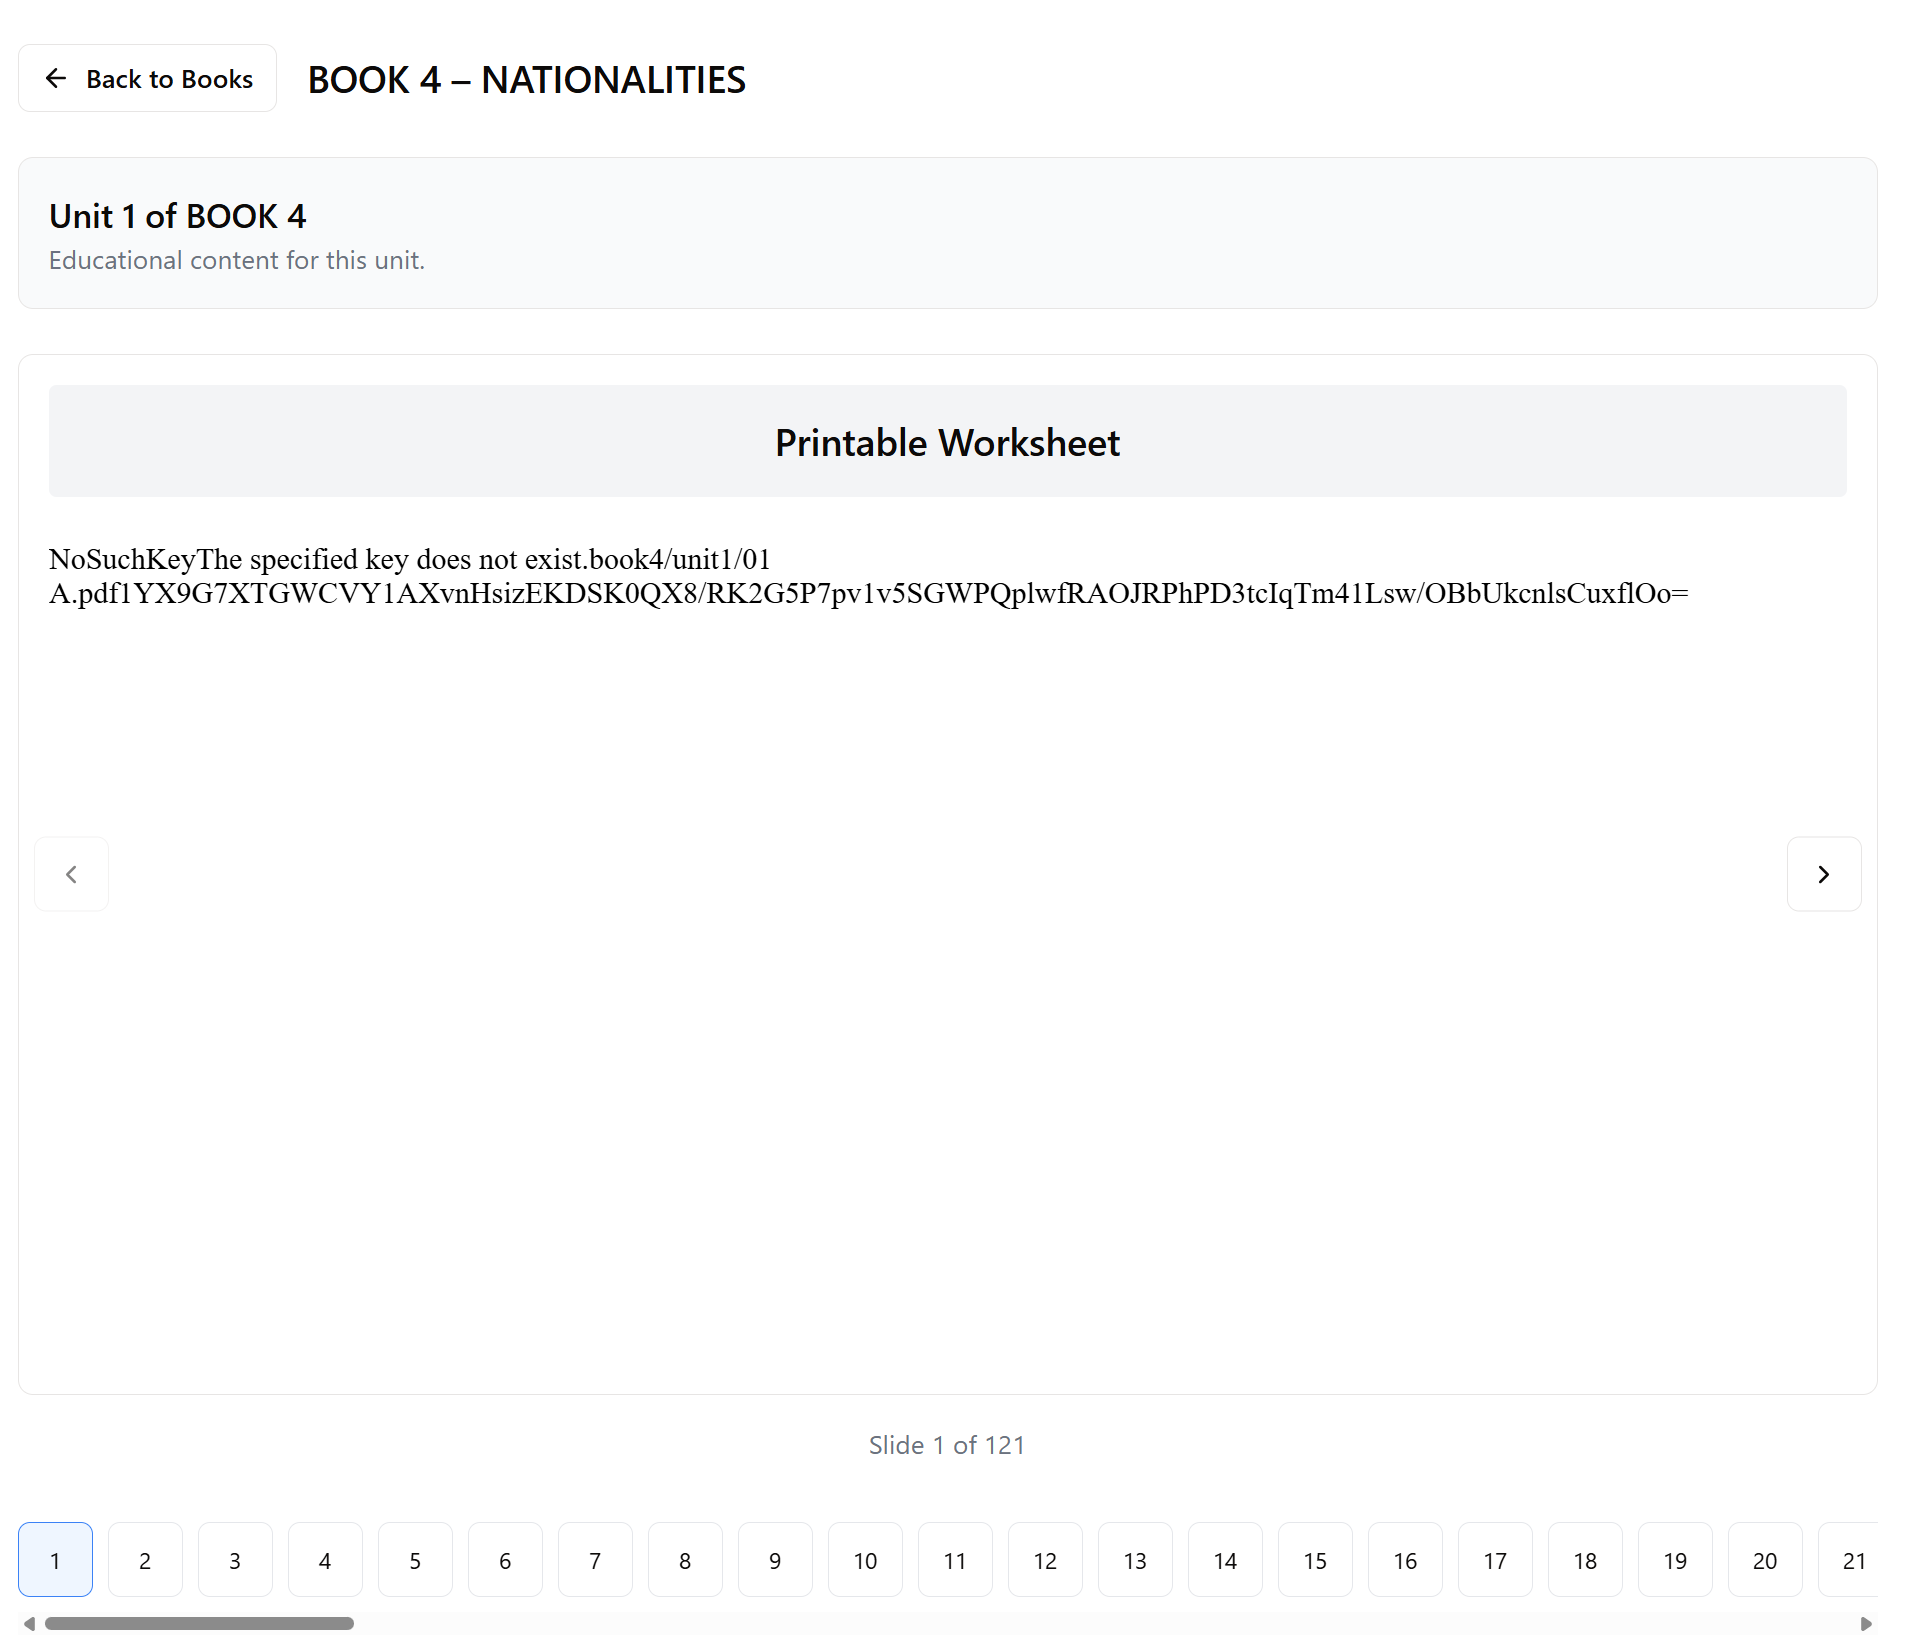 Back to Books
BOOK 4 – NATIONALITIES
Unit 1 of BOOK 4
Educational content for this unit.
Printable Worksheet
NoSuchKeyThe specified key does not exist.book4/unit1/01
A.pdf1YX9G7XTGWCVY1AXvnHsizEKDSK0QX8/RK2G5P7pv1v5SGWPQplwfRAOJRPhPD3tcIqTm41Lsw/OBbUkcnlsCuxflOo=
Slide 1 of 121
1 2 3 4 5 6 7 8 9 10 11 12 13 14 15 16 17 18 19 20 21